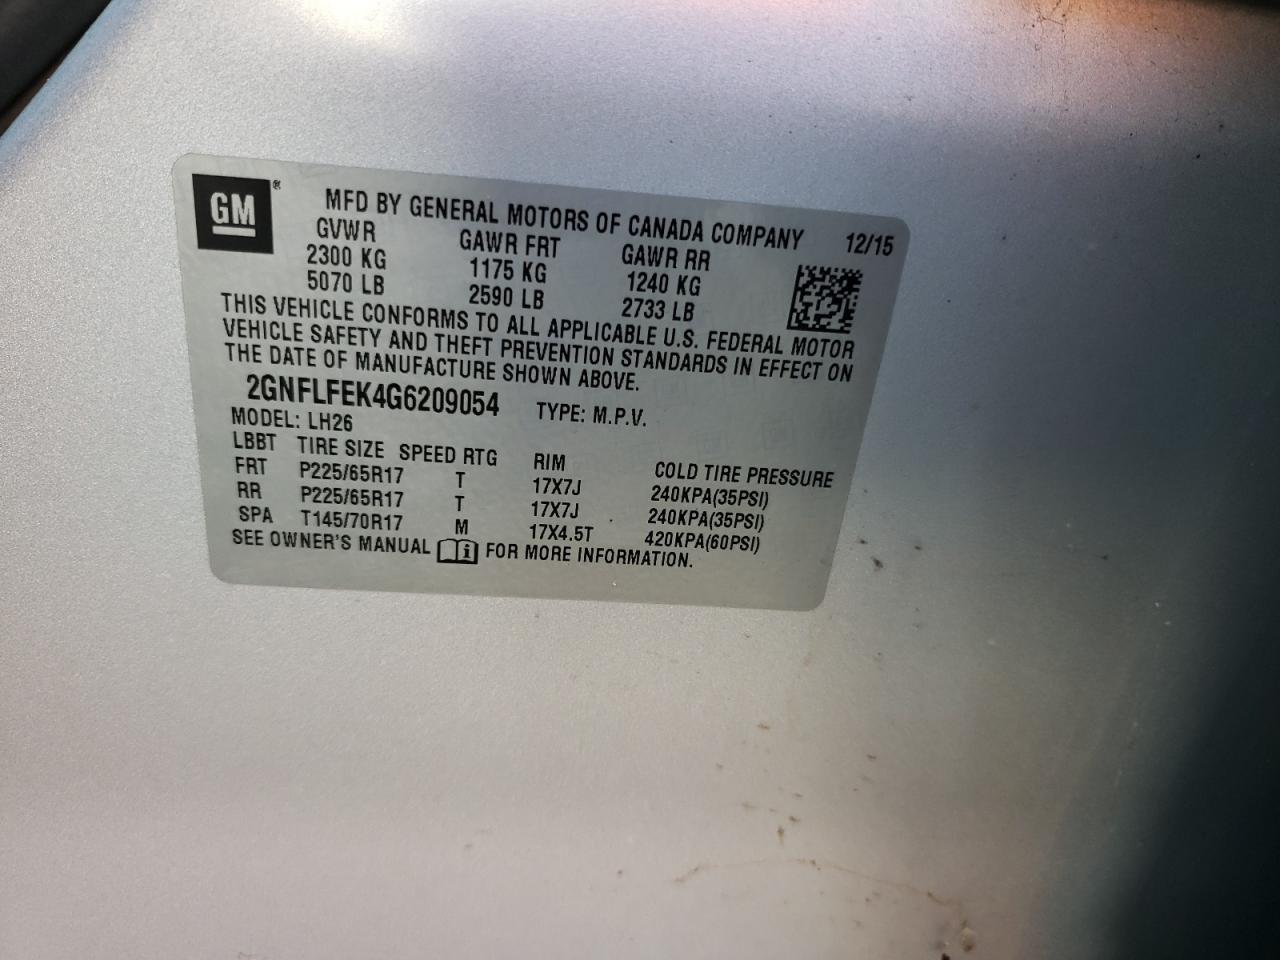 GM®
MFD BY GENERAL MOTORS OF CANADA COMPANY 12/15
GVWR GAWR FRT GAWR RR
2300 KG 1175 KG 1240 KG
5070 LB 2590 LB 2733 LB
THIS VEHICLE CONFORMS TO ALL APPLICABLE U.S. FEDERAL MOTOR
VEHICLE SAFETY AND THEFT PREVENTION STANDARDS IN EFFECT ON
THE DATE OF MANUFACTURE SHOWN ABOVE.
2GNFLFEK4G6209054 TYPE: M.P.V.
MODEL: LH26
LBBT TIRE SIZE SPEED RTG RIM COLD TIRE PRESSURE
FRT P225/65R17 T 17X7J 240KPA(35PSI)
RR P225/65R17 T 17X7J 240KPA(35PSI)
SPA T145/70R17 M 17X4.5T 420KPA(60PSI)
SEE OWNER'S MANUAL i FOR MORE INFORMATION.